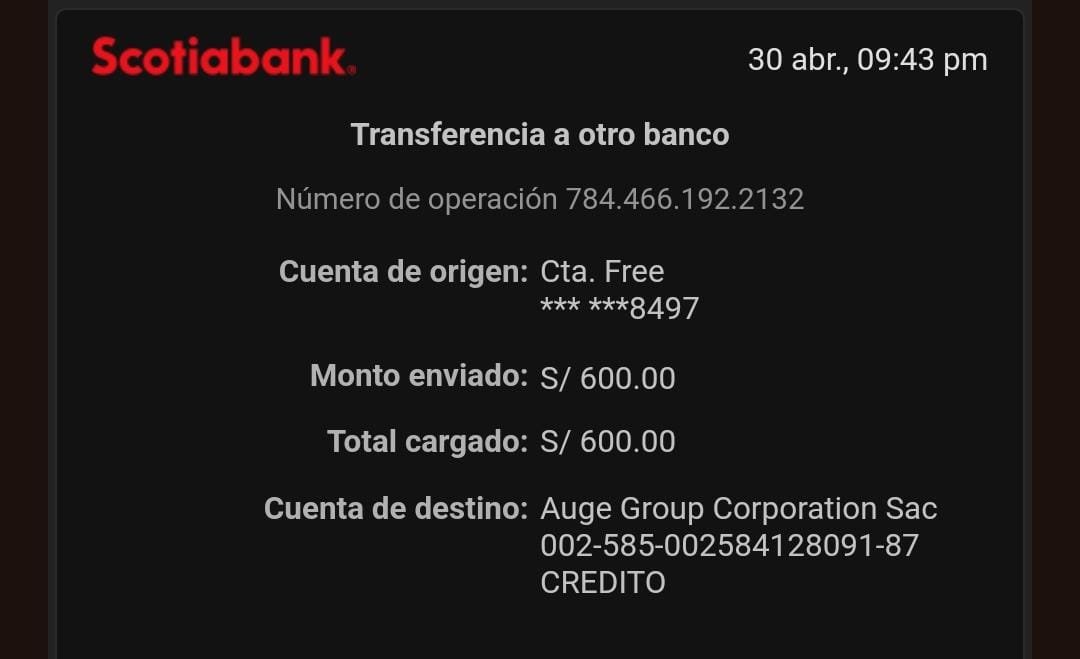 Scotiabank®
30 abr., 09:43 pm
Transferencia a otro banco
Número de operación 784.466.192.2132
Cuenta de origen: Cta. Free
*** ***8497
Monto enviado: S/ 600.00
Total cargado: S/ 600.00
Cuenta de destino: Auge Group Corporation Sac
002-585-002584128091-87
CREDITO